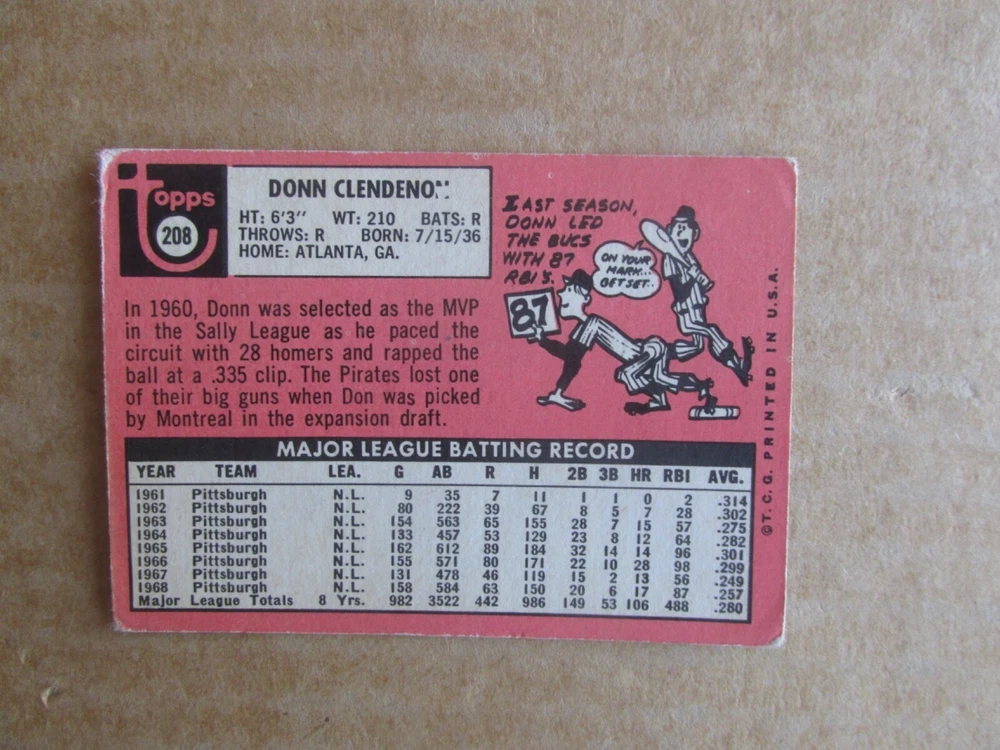 topps
208
DONN CLENDENO
HT: 6'3" WT: 210 BATS: R
THROWS: R BORN: 7/15/36
HOME: ATLANTA, GA.
In 1960, Donn was selected as the MVP
in the Sally League as he paced the
circuit with 28 homers and rapped the
ball at a .335 clip. The Pirates lost one
of their big guns when Don was picked
by Montreal in the expansion draft.
LAST SEASON,
DONN LED
THE BUCS
WITH 87
RBI'S.
ON YOUR
MARK...
GET SET..
87
©T. C. G. PRINTED IN U.S.A.
MAJOR LEAGUE BATTING RECORD
YEAR TEAM LEA. G AB R H 2B 3B HR RBI AVG.
1961 Pittsburgh N.L. 9 35 7 11 1 1 0 2 .314
1962 Pittsburgh N.L. 80 222 39 67 8 5 7 28 .302
1963 Pittsburgh N.L. 154 563 65 155 28 7 15 57 .275
1964 Pittsburgh N.L. 133 457 53 129 23 8 12 64 .282
1965 Pittsburgh N.L. 162 612 89 184 32 14 14 96 .301
1966 Pittsburgh N.L. 155 571 80 171 22 10 28 98 .299
1967 Pittsburgh N.L. 131 478 46 119 15 2 13 56 .249
1968 Pittsburgh N.L. 158 584 63 150 20 6 17 87 .257
Major League Totals 8 Yrs. 982 3522 442 986 149 53 106 488 .280